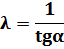 λ = 1/tgα